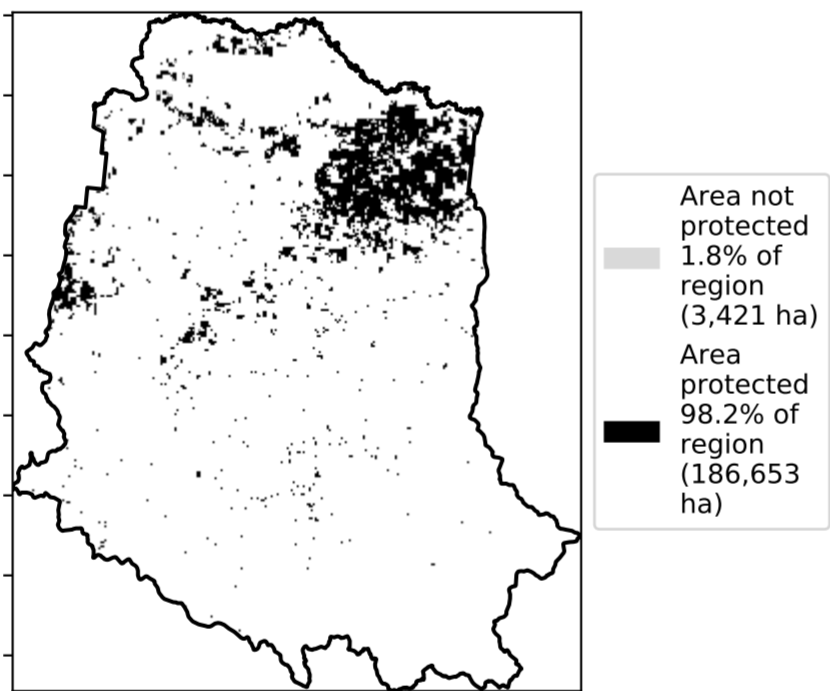 Area not
protected
1.8% of
region
(3,421 ha)
Area
protected
98.2% of
region
(186,653
ha)